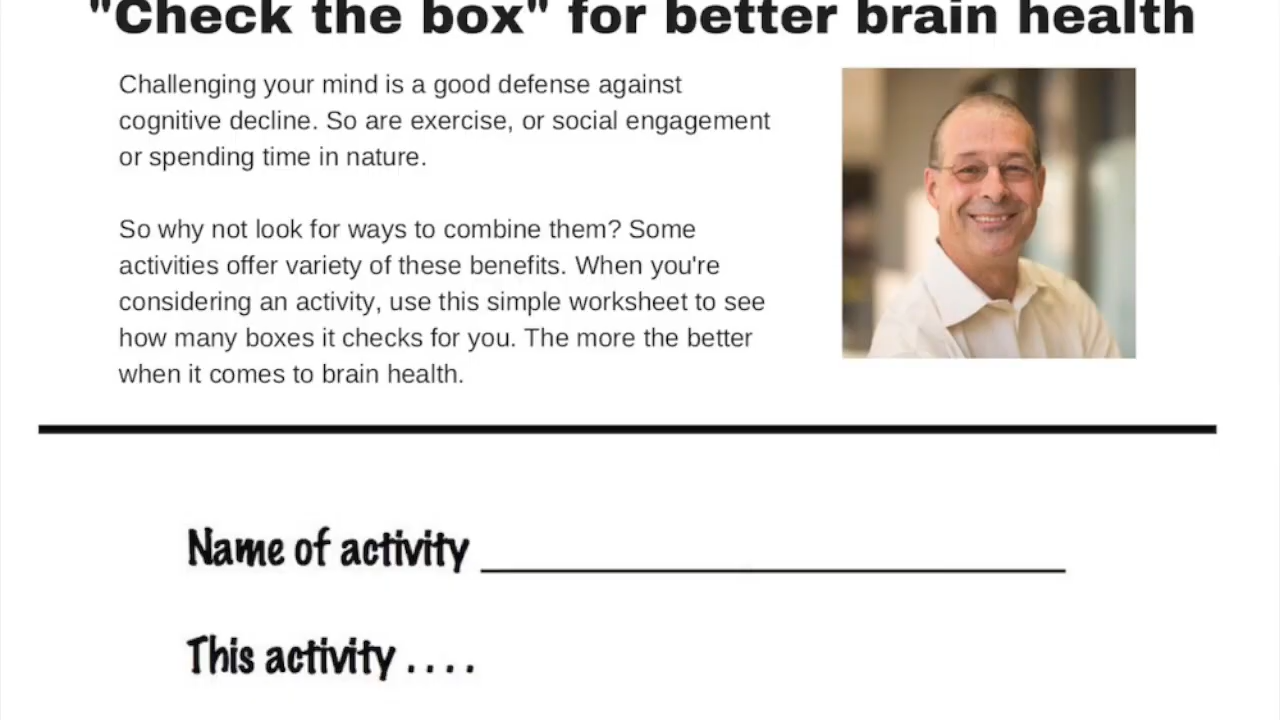 "Check the box" for better brain health
Challenging your mind is a good defense against
cognitive decline. So are exercise, or social engagement
or spending time in nature.
So why not look for ways to combine them? Some
activities offer variety of these benefits. When you're
considering an activity, use this simple worksheet to see
how many boxes it checks for you. The more the better
when it comes to brain health.
Name of activity ____________________
This activity . . . .